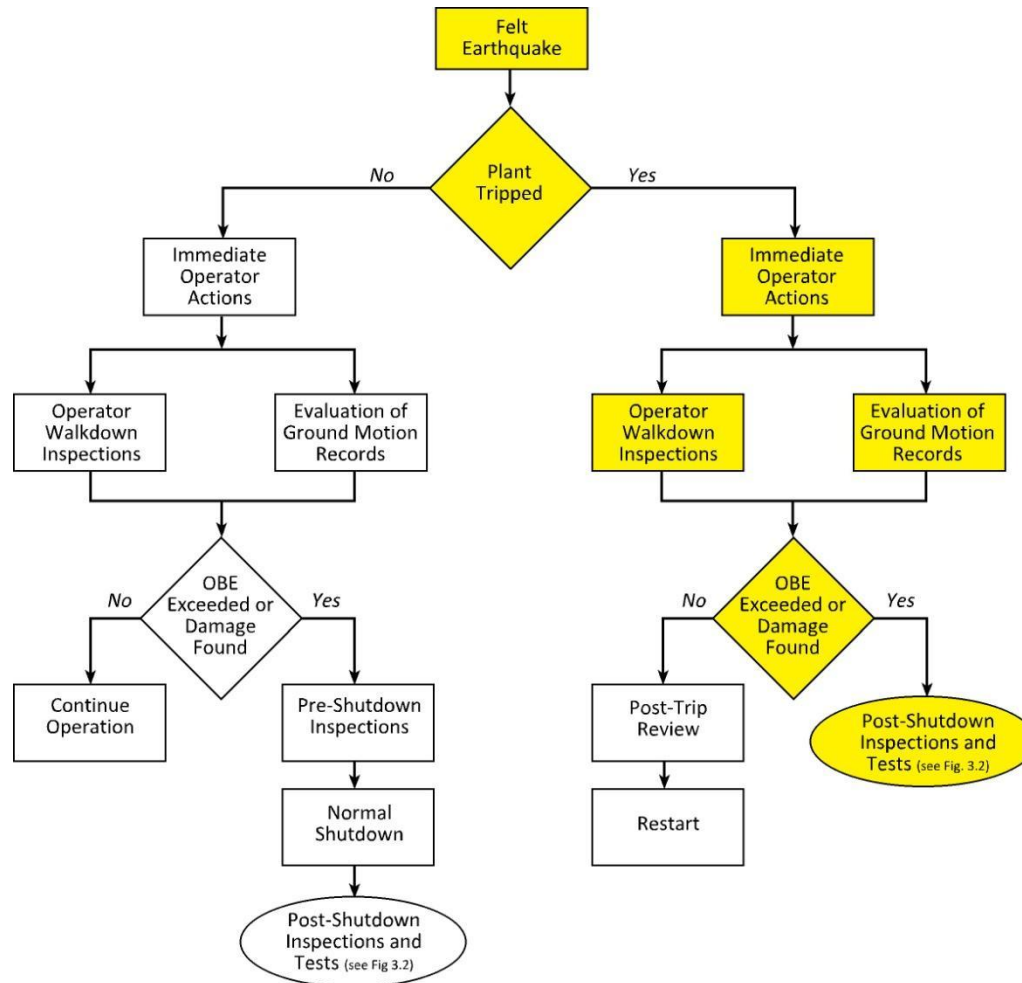 Felt
Earthquake
Plant
Tripped
No
Yes
Immediate
Operator
Actions
Immediate
Operator
Actions
Operator
Walkdown
Inspections
Evaluation of
Ground Motion
Records
Operator
Walkdown
Inspections
Evaluation of
Ground Motion
Records
OBE
Exceeded or
Damage
Found
No
Yes
OBE
Exceeded or
Damage
Found
No
Yes
Continue
Operation
Pre-Shutdown
Inspections
Post-Trip
Review
Post-Shutdown
Inspections and
Tests (see Fig. 3.2)
Normal
Shutdown
Restart
Post-Shutdown
Inspections and
Tests (see Fig 3.2)